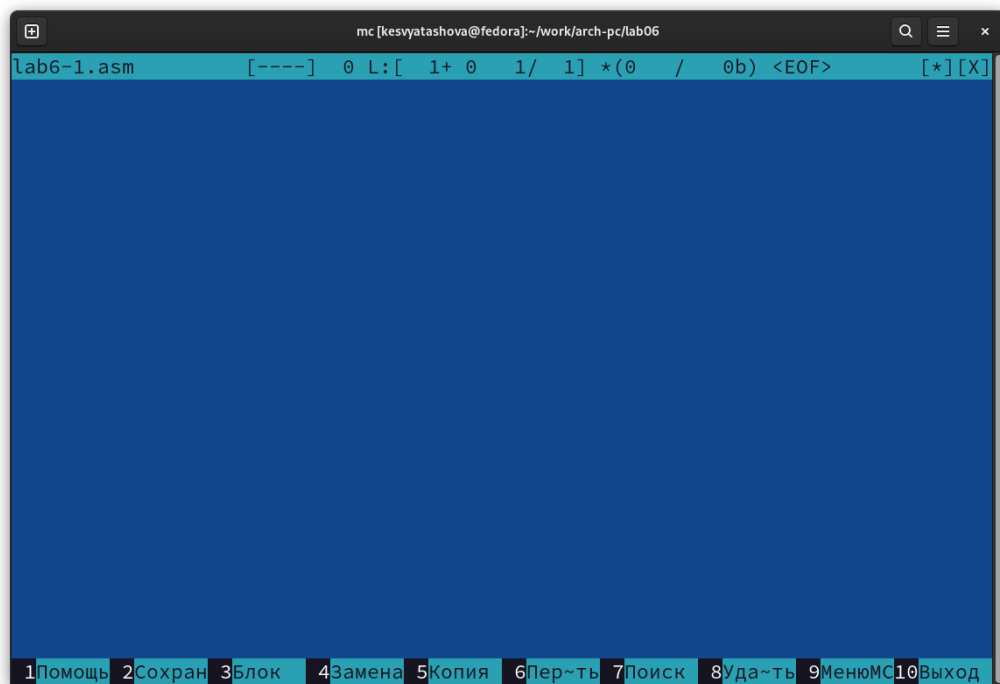 mc [kesvyatashova@fedora]:~/work/arch-pc/lab06
lab6-1.asm [----] 0 L:[ 1+ 0 1/ 1] *(0 / 0b) <EOF> [*][X]
1Помощь 2Сохран 3Блок 4Замена 5Копия 6Пер~ть 7Поиск 8Уда~ть 9МенюMC 10Выход